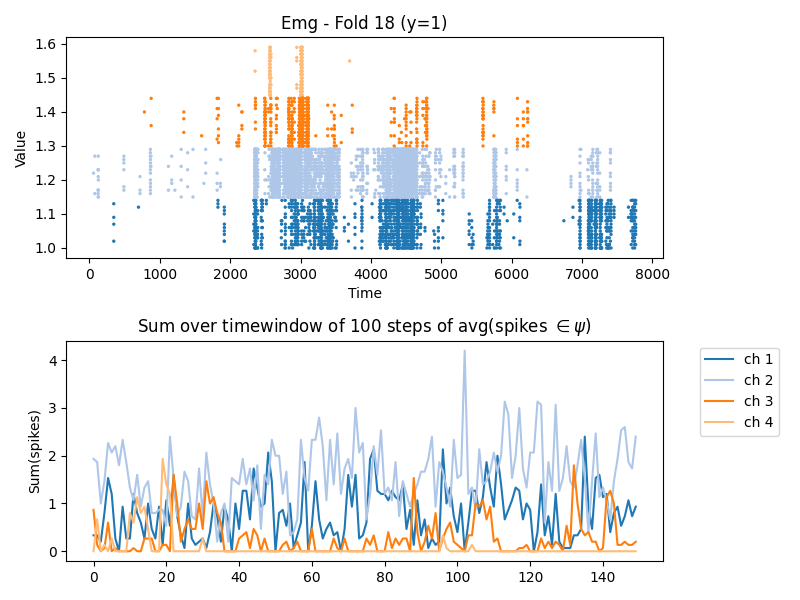 Emg - Fold 18 (y=1)
Value
1.6
1.5
1.4
1.3
1.2
1.1
1.0
0 1000 2000 3000 4000 5000 6000 7000 8000
Time
Sum over timewindow of 100 steps of avg(spikes ∈ ψ)
Sum(spikes)
4
3
2
1
0
0 20 40 60 80 100 120 140
ch 1
ch 2
ch 3
ch 4